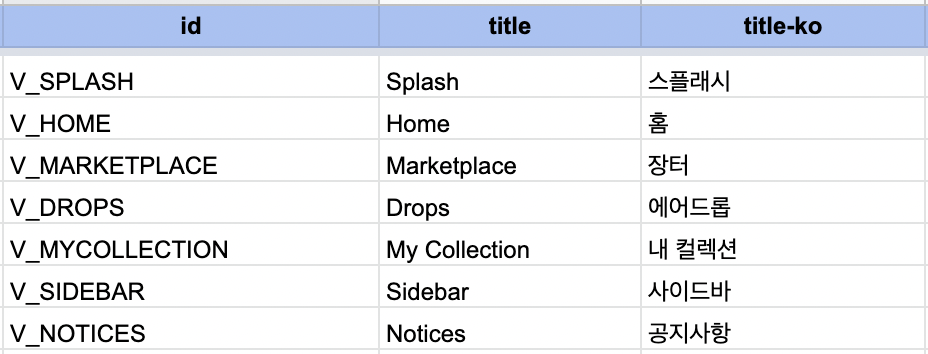 id title title-ko
V_SPLASH Splash 스플래시
V_HOME Home 홈
V_MARKETPLACE Marketplace 장터
V_DROPS Drops 에어드롭
V_MYCOLLECTION My Collection 내 컬렉션
V_SIDEBAR Sidebar 사이드바
V_NOTICES Notices 공지사항